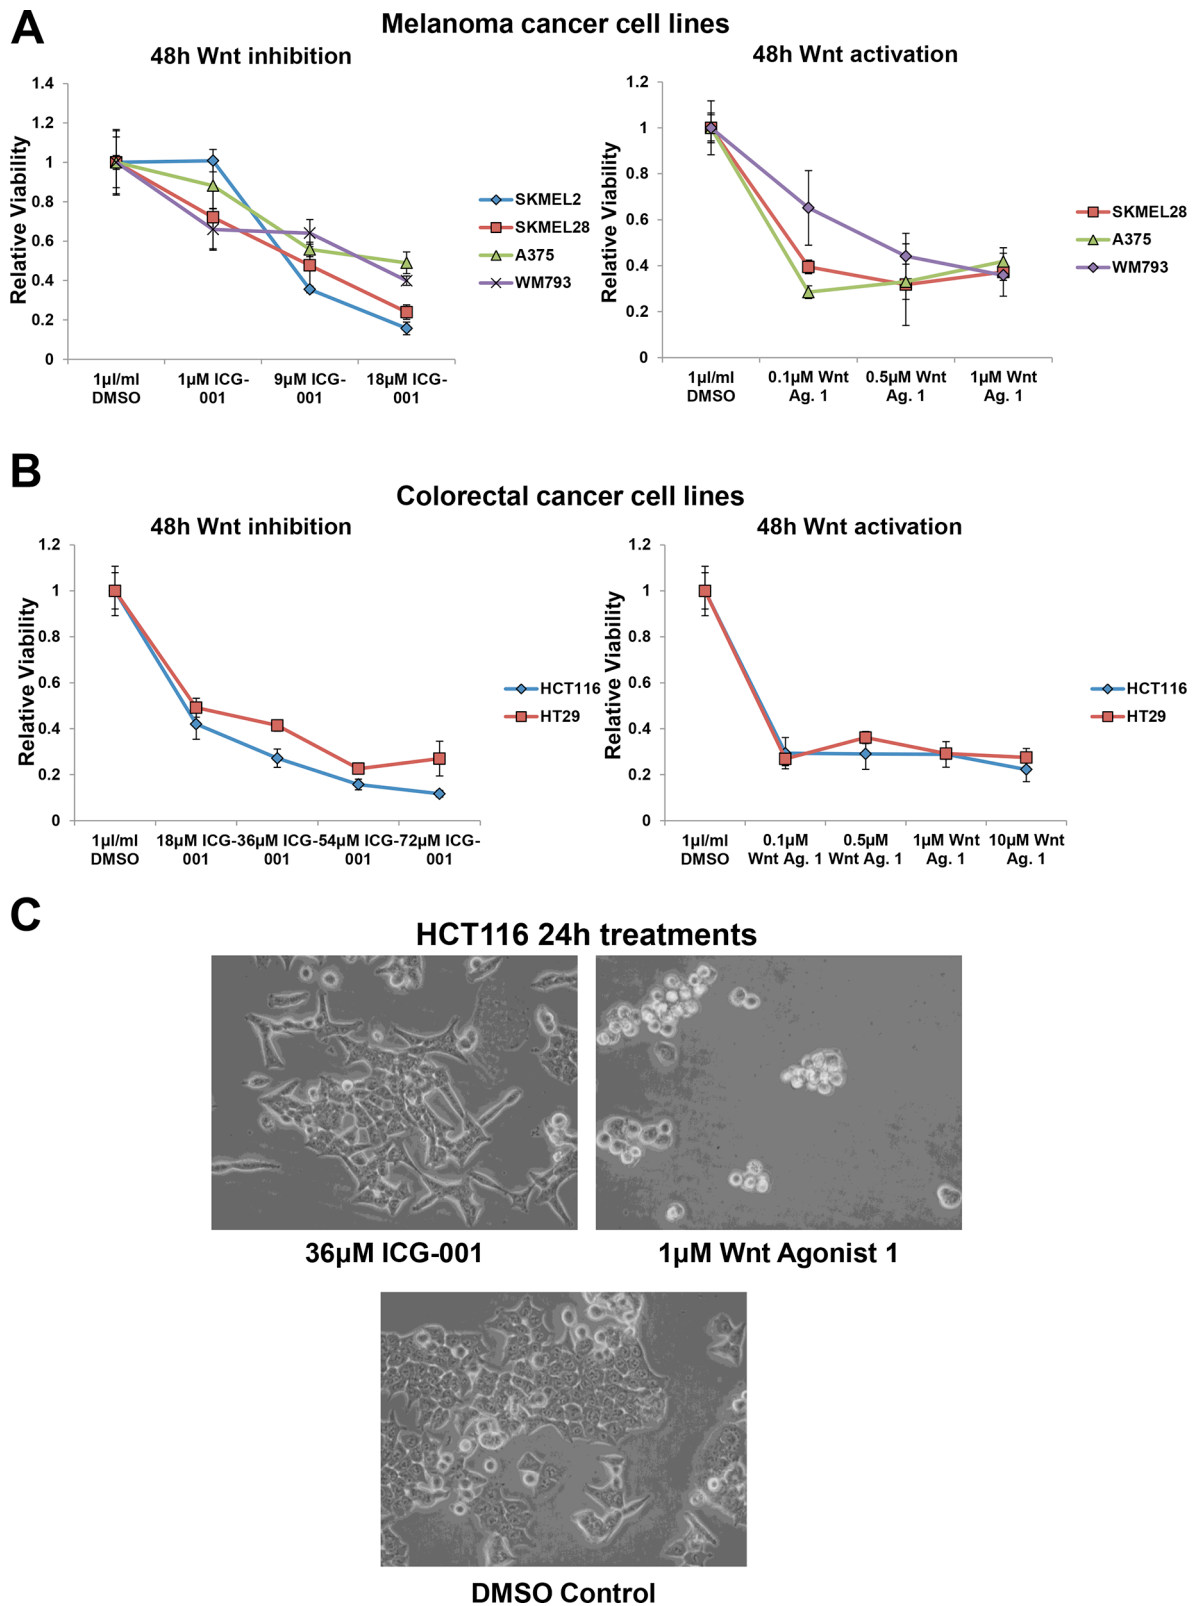 A
Melanoma cancer cell lines
48h Wnt inhibition
48h Wnt activation
Relative Viability
1.4
1.2
1
0.8
0.6
0.4
0.2
0
1µl/ml DMSO
1µM ICG-001
9µM ICG-001
18µM ICG-001
SKMEL2
SKMEL28
A375
WM793
Relative Viability
1.2
1
0.8
0.6
0.4
0.2
0
1µl/ml DMSO
0.1µM Wnt Ag. 1
0.5µM Wnt Ag. 1
1µM Wnt Ag. 1
SKMEL28
A375
WM793
B
Colorectal cancer cell lines
48h Wnt inhibition
48h Wnt activation
Relative Viability
1.2
1
0.8
0.6
0.4
0.2
0
1µl/ml DMSO
18µM ICG-001
36µM ICG-001
54µM ICG-001
72µM ICG-001
HCT116
HT29
Relative Viability
1.2
1
0.8
0.6
0.4
0.2
0
1µl/ml DMSO
0.1µM Wnt Ag. 1
0.5µM Wnt Ag. 1
1µM Wnt Ag. 1
10µM Wnt Ag. 1
HCT116
HT29
C
HCT116 24h treatments
36µM ICG-001
1µM Wnt Agonist 1
DMSO Control